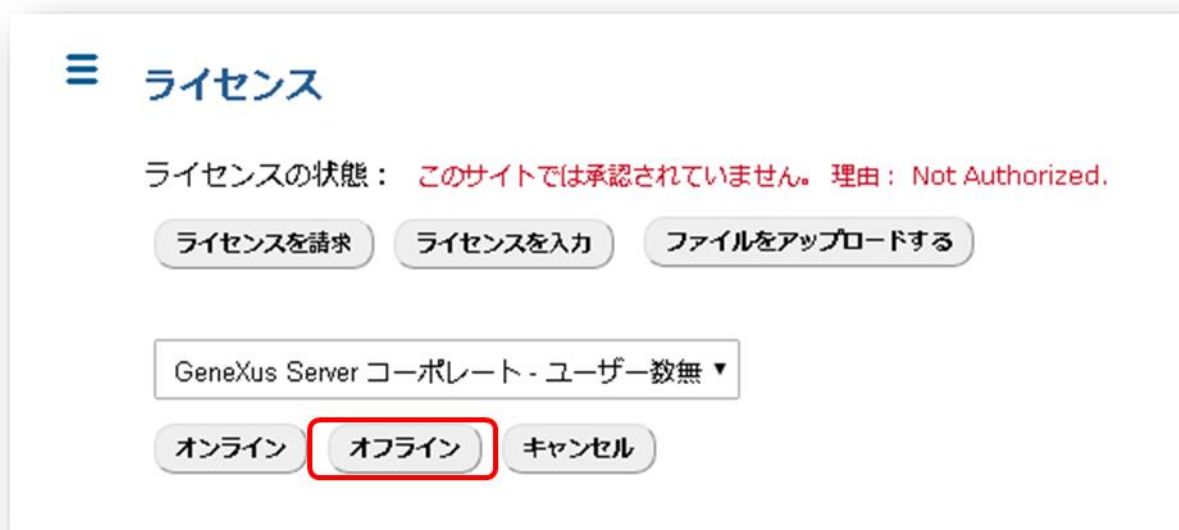 ライセンス
ライセンスの状態： このサイトでは承認されていません。 理由： Not Authorized.
ライセンスを請求 ライセンスを入力 ファイルをアップロードする
GeneXus Server コーポレート - ユーザー数無
オンライン オフライン キャンセル